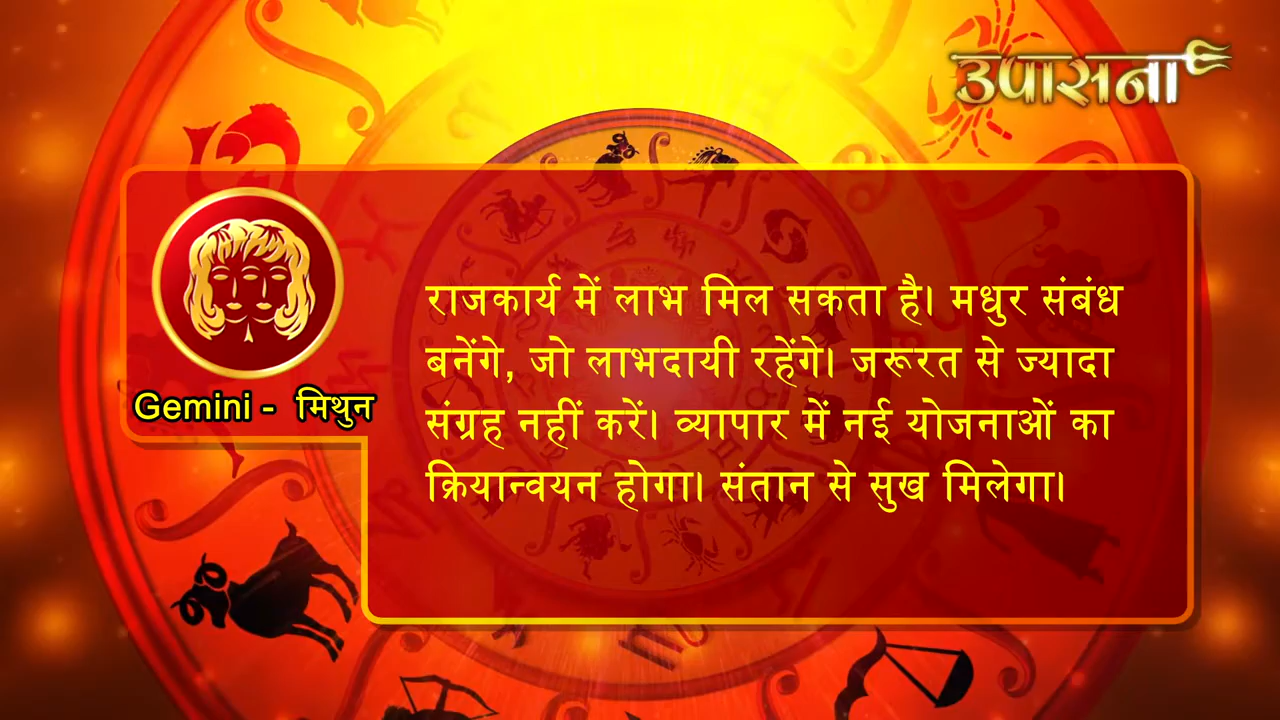 उपासना
Gemini - मिथुन
राजकार्य में लाभ मिल सकता है। मधुर संबंध
बनेंगे, जो लाभदायी रहेंगे। जरूरत से ज्यादा
संग्रह नहीं करें। व्यापार में नई योजनाओं का
क्रियान्वयन होगा। संतान से सुख मिलेगा।